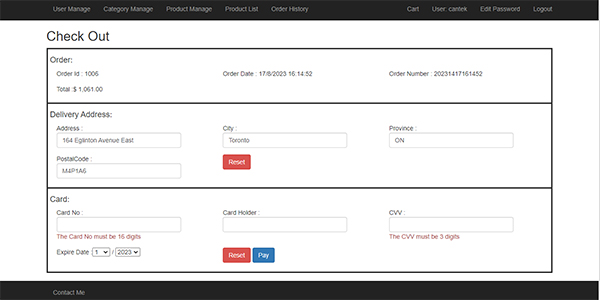 User Manage Category Manage Product Manage Product List Order History Cart User: cantek Edit Password Logout
Check Out
Order:
Order Id : 1006 Order Date : 17/8/2023 16:14:52 Order Number : 20231417161452
Total :$ 1,061.00
Delivery Address:
Address : City : Province :
164 Eglinton Avenue East Toronto ON
PostalCode :
M4P1A6 Reset
Card:
Card No : Card Holder : CVV :
The Card No must be 16 digits The CVV must be 3 digits
Expire Date 1 / 2023 Reset Pay
Contact Me